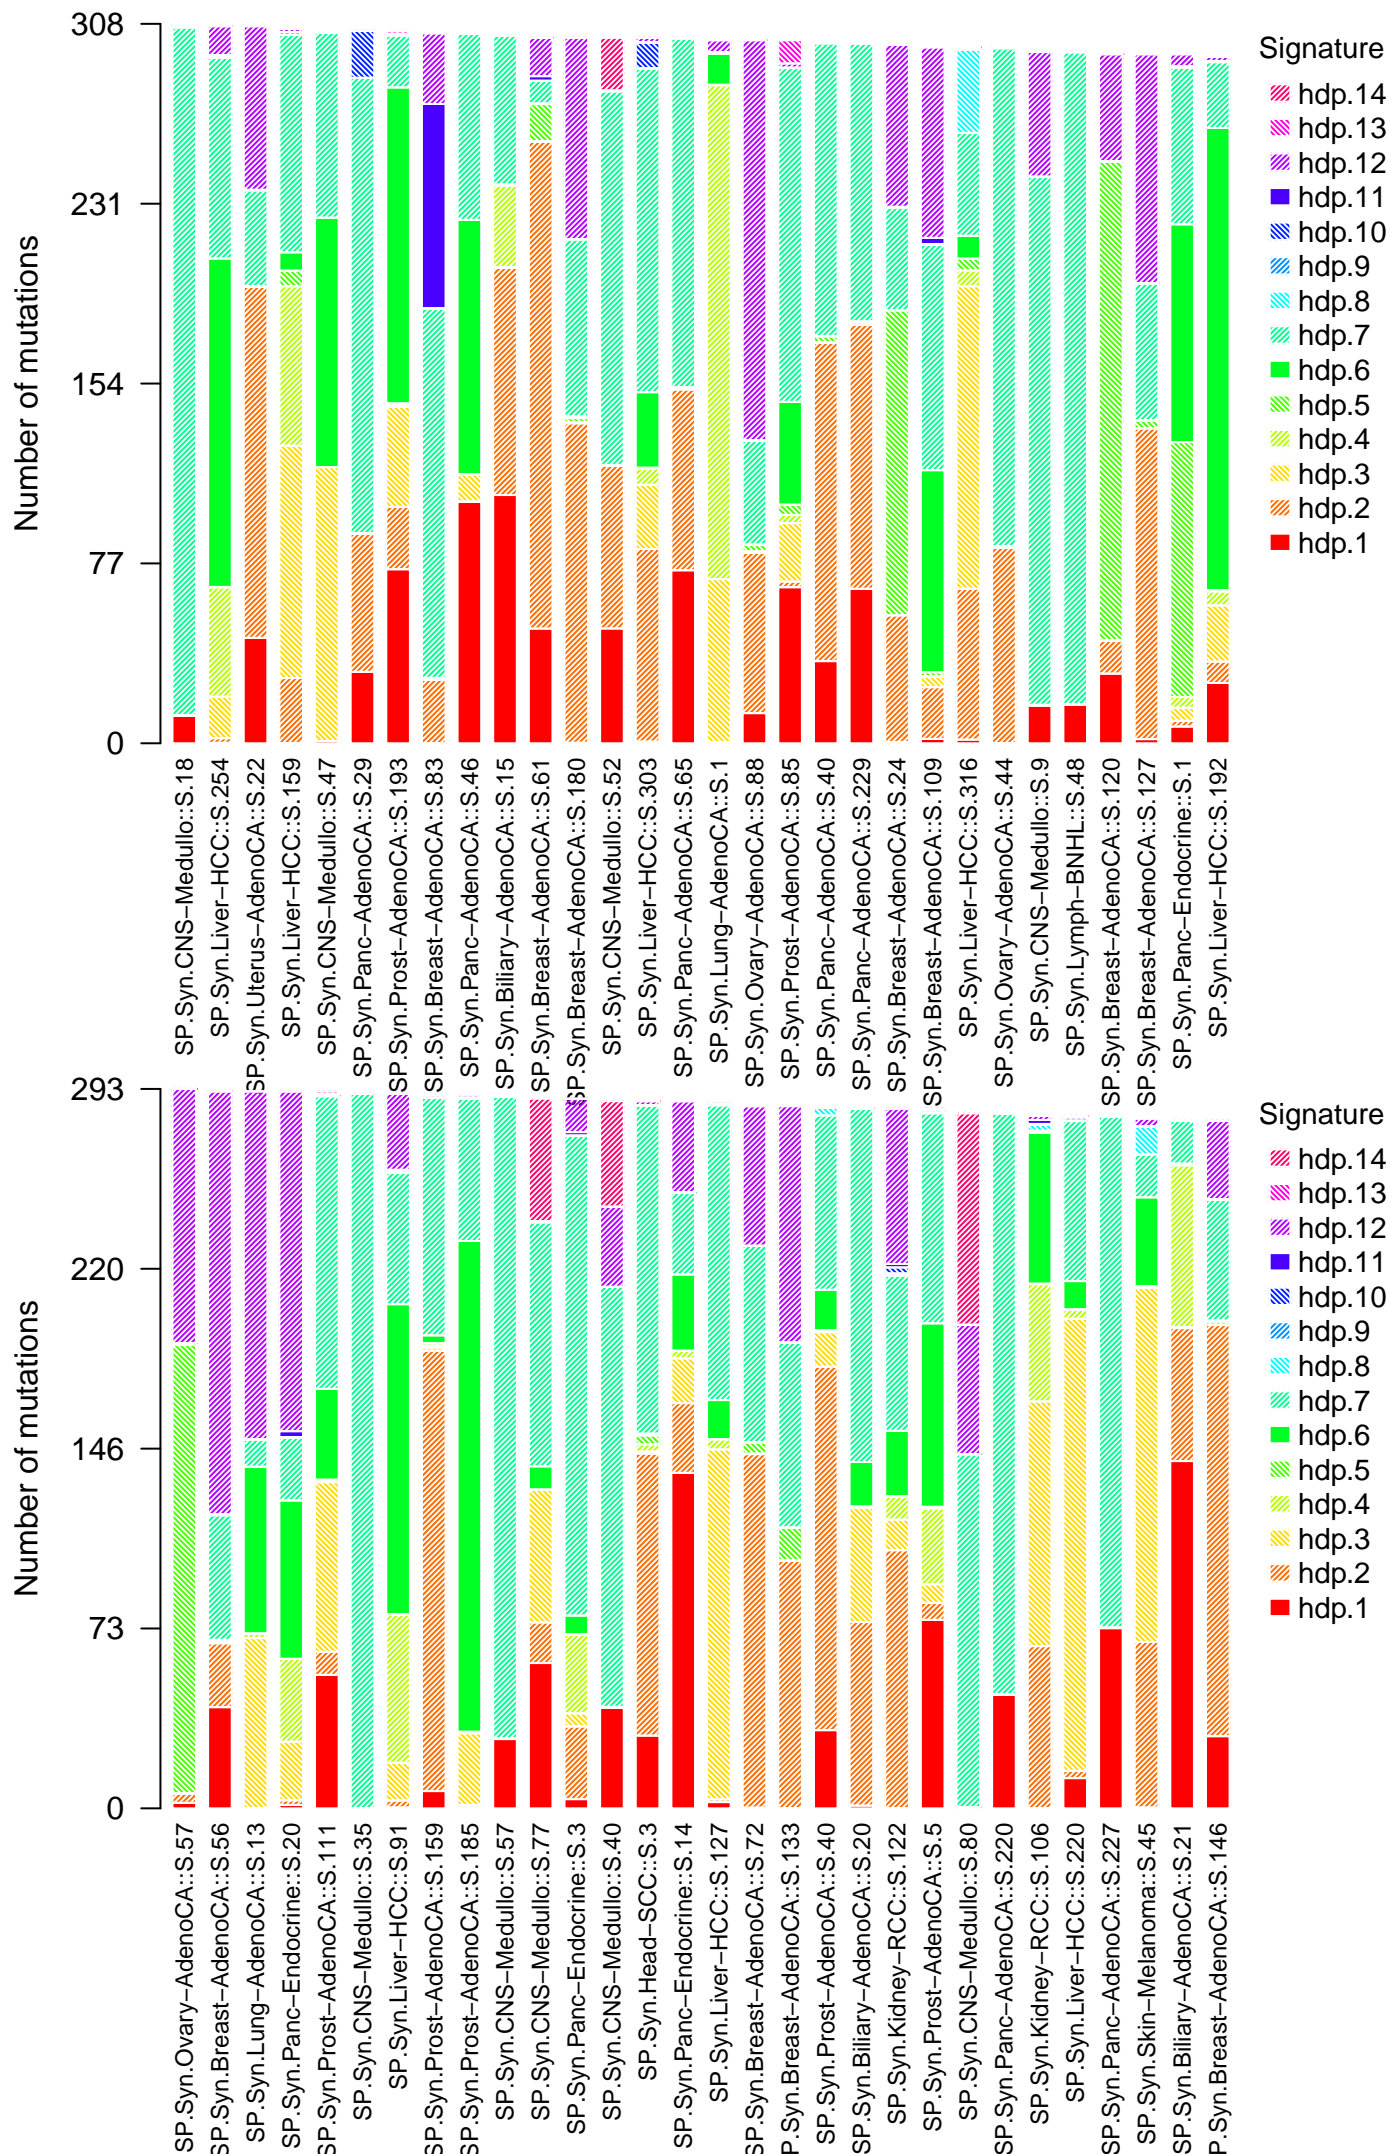 Number of mutations
308
231
154
77
0
SP.Syn.CNS−Medullo::S.18
SP.Syn.Liver−HCC::S.254
SP.Syn.Uterus−AdenoCA::S.22
SP.Syn.Liver−HCC::S.159
SP.Syn.CNS−Medullo::S.47
SP.Syn.Panc−AdenoCA::S.29
SP.Syn.Prost−AdenoCA::S.193
SP.Syn.Breast−AdenoCA::S.83
SP.Syn.Panc−AdenoCA::S.46
SP.Syn.Biliary−AdenoCA::S.15
SP.Syn.Breast−AdenoCA::S.61
SP.Syn.Breast−AdenoCA::S.180
SP.Syn.CNS−Medullo::S.52
SP.Syn.Liver−HCC::S.303
SP.Syn.Panc−AdenoCA::S.65
SP.Syn.Lung−AdenoCA::S.1
SP.Syn.Ovary−AdenoCA::S.88
SP.Syn.Prost−AdenoCA::S.85
SP.Syn.Panc−AdenoCA::S.40
SP.Syn.Panc−AdenoCA::S.229
SP.Syn.Breast−AdenoCA::S.24
SP.Syn.Breast−AdenoCA::S.109
SP.Syn.Liver−HCC::S.316
SP.Syn.Ovary−AdenoCA::S.44
SP.Syn.CNS−Medullo::S.9
SP.Syn.Lymph−BNHL::S.48
SP.Syn.Breast−AdenoCA::S.120
SP.Syn.Breast−AdenoCA::S.127
SP.Syn.Panc−Endocrine::S.1
SP.Syn.Liver−HCC::S.192
Signature
hdp.14
hdp.13
hdp.12
hdp.11
hdp.10
hdp.9
hdp.8
hdp.7
hdp.6
hdp.5
hdp.4
hdp.3
hdp.2
hdp.1
Number of mutations
293
220
146
73
0
SP.Syn.Ovary−AdenoCA::S.57
SP.Syn.Breast−AdenoCA::S.56
SP.Syn.Lung−AdenoCA::S.13
SP.Syn.Panc−Endocrine::S.20
SP.Syn.Prost−AdenoCA::S.111
SP.Syn.CNS−Medullo::S.35
SP.Syn.Liver−HCC::S.91
SP.Syn.Prost−AdenoCA::S.159
SP.Syn.Prost−AdenoCA::S.185
SP.Syn.CNS−Medullo::S.57
SP.Syn.CNS−Medullo::S.77
SP.Syn.Panc−Endocrine::S.3
SP.Syn.CNS−Medullo::S.40
SP.Syn.Head−SCC::S.3
SP.Syn.Panc−Endocrine::S.14
SP.Syn.Liver−HCC::S.127
SP.Syn.Breast−AdenoCA::S.72
SP.Syn.Breast−AdenoCA::S.133
SP.Syn.Prost−AdenoCA::S.40
SP.Syn.Biliary−AdenoCA::S.20
SP.Syn.Kidney−RCC::S.122
SP.Syn.Prost−AdenoCA::S.5
SP.Syn.CNS−Medullo::S.80
SP.Syn.Panc−AdenoCA::S.220
SP.Syn.Kidney−RCC::S.106
SP.Syn.Liver−HCC::S.220
SP.Syn.Panc−AdenoCA::S.227
SP.Syn.Skin−Melanoma::S.45
SP.Syn.Biliary−AdenoCA::S.21
P.Syn.Breast−AdenoCA::S.146
Signature
hdp.14
hdp.13
hdp.12
hdp.11
hdp.10
hdp.9
hdp.8
hdp.7
hdp.6
hdp.5
hdp.4
hdp.3
hdp.2
hdp.1